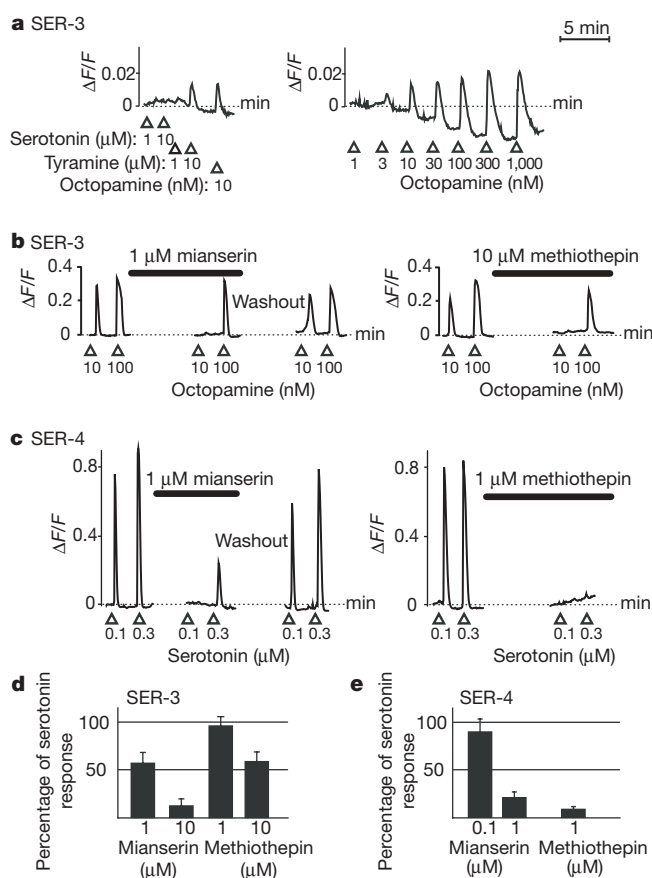 a SER-3
5 min
ΔF/F
0.02
0
min
Serotonin (μM): 1 10
Tyramine (μM): 1 10
Octopamine (nM): 10
ΔF/F
0.02
0
min
1 3 10 30 100 300 1,000
Octopamine (nM)
b SER-3
1 μM mianserin
ΔF/F
0.4
0.2
0
Washout
min
10 100 10 100 10 100
Octopamine (nM)
10 μM methiothepin
ΔF/F
0.4
0.2
0
min
10 100 10 100
Octopamine (nM)
c SER-4
1 μM mianserin
ΔF/F
0.8
0.4
0
Washout
min
0.1 0.3 0.1 0.3 0.1 0.3
Serotonin (μM)
1 μM methiothepin
ΔF/F
0.8
0.4
0
min
0.1 0.3 0.1 0.3
Serotonin (μM)
d SER-3
Percentage of serotonin
response
100
50
1 10 1 10
Mianserin Methiothepin
(μM) (μM)
e SER-4
Percentage of serotonin
response
100
50
0.1 1 1
Mianserin Methiothepin
(μM) (μM)